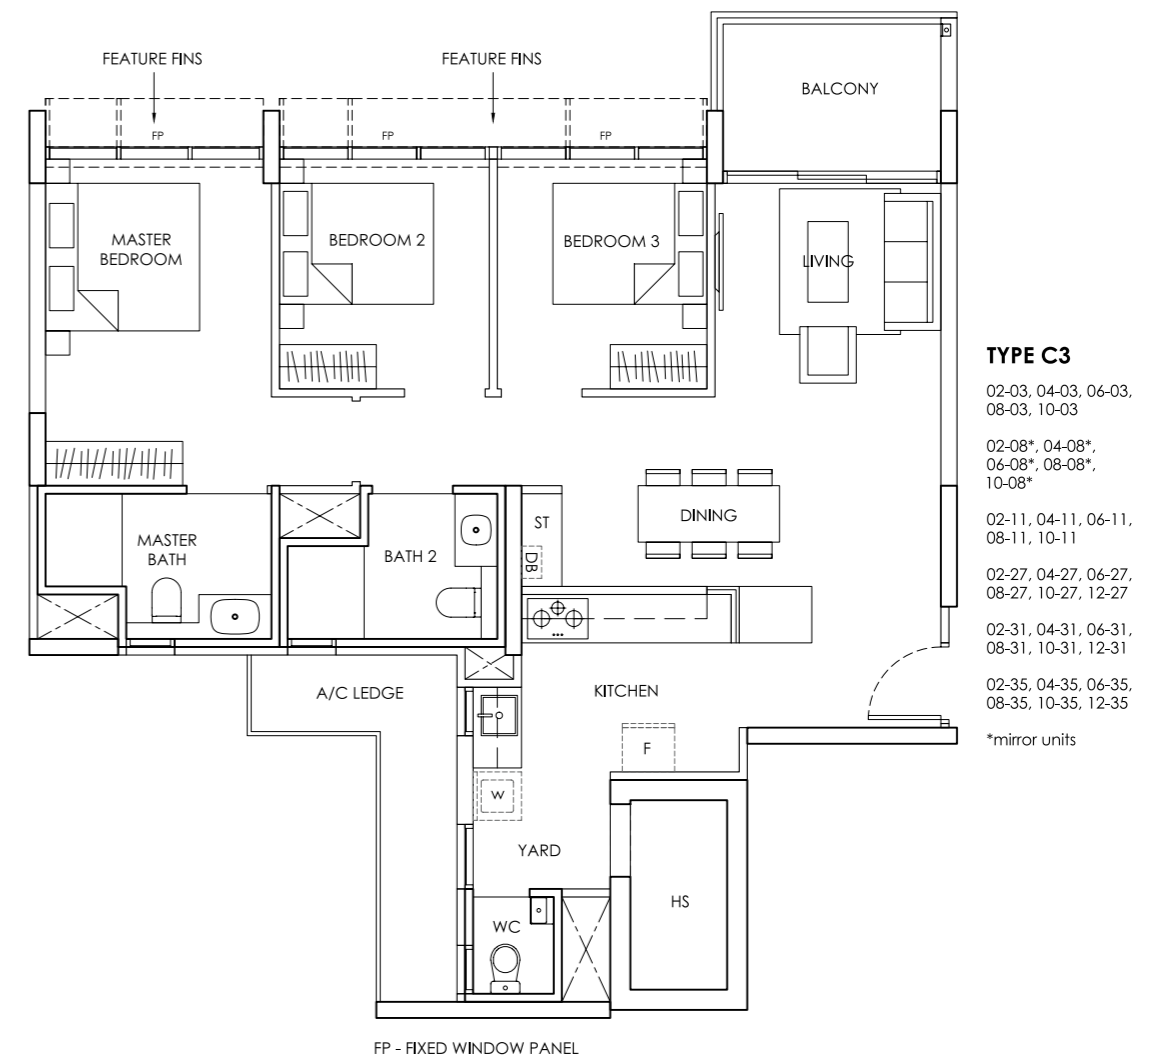 FEATURE FINS
FEATURE FINS
BALCONY
FP
FP
FP
MASTER
BEDROOM
BEDROOM 2
BEDROOM 3
LIVING
TYPE C3
02-03, 04-03, 06-03,
08-03, 10-03
02-08*, 04-08*,
06-08*, 08-08*,
10-08*
02-11, 04-11, 06-11,
08-11, 10-11
02-27, 04-27, 06-27,
08-27, 10-27, 12-27
02-31, 04-31, 06-31,
08-31, 10-31, 12-31
02-35, 04-35, 06-35,
08-35, 10-35, 12-35
*mirror units
DINING
ST
DB
MASTER
BATH
BATH 2
A/C LEDGE
KITCHEN
F
W
YARD
WC
HS
FP - FIXED WINDOW PANEL